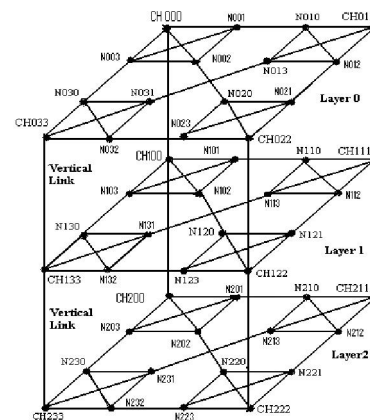 CH 000
N001
N010
CH01
N003
N002
N013
N012
N030
N031
N020
N021
Layer 0
CH033
N023
N032
CH022
Vertical
Link
CH100
N101
N110
CH111
N103
N102
N113
N112
N130
N131
N120
N121
Layer 1
CH133
N132
N123
CH122
Vertical
Link
CH200
N201
N210
CH211
N203
N202
N213
N212
N230
N231
N220
N221
Layer2
CH233
N232
N223
CH222